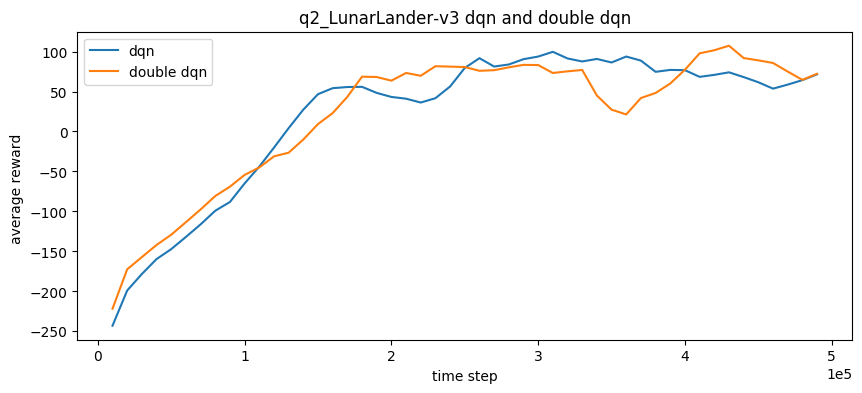 q2_LunarLander-v3 dqn and double dqn
dqn
double dqn
average reward
100
50
0
−50
−100
−150
−200
−250
0 1 2 3 4 5
1e5
time step